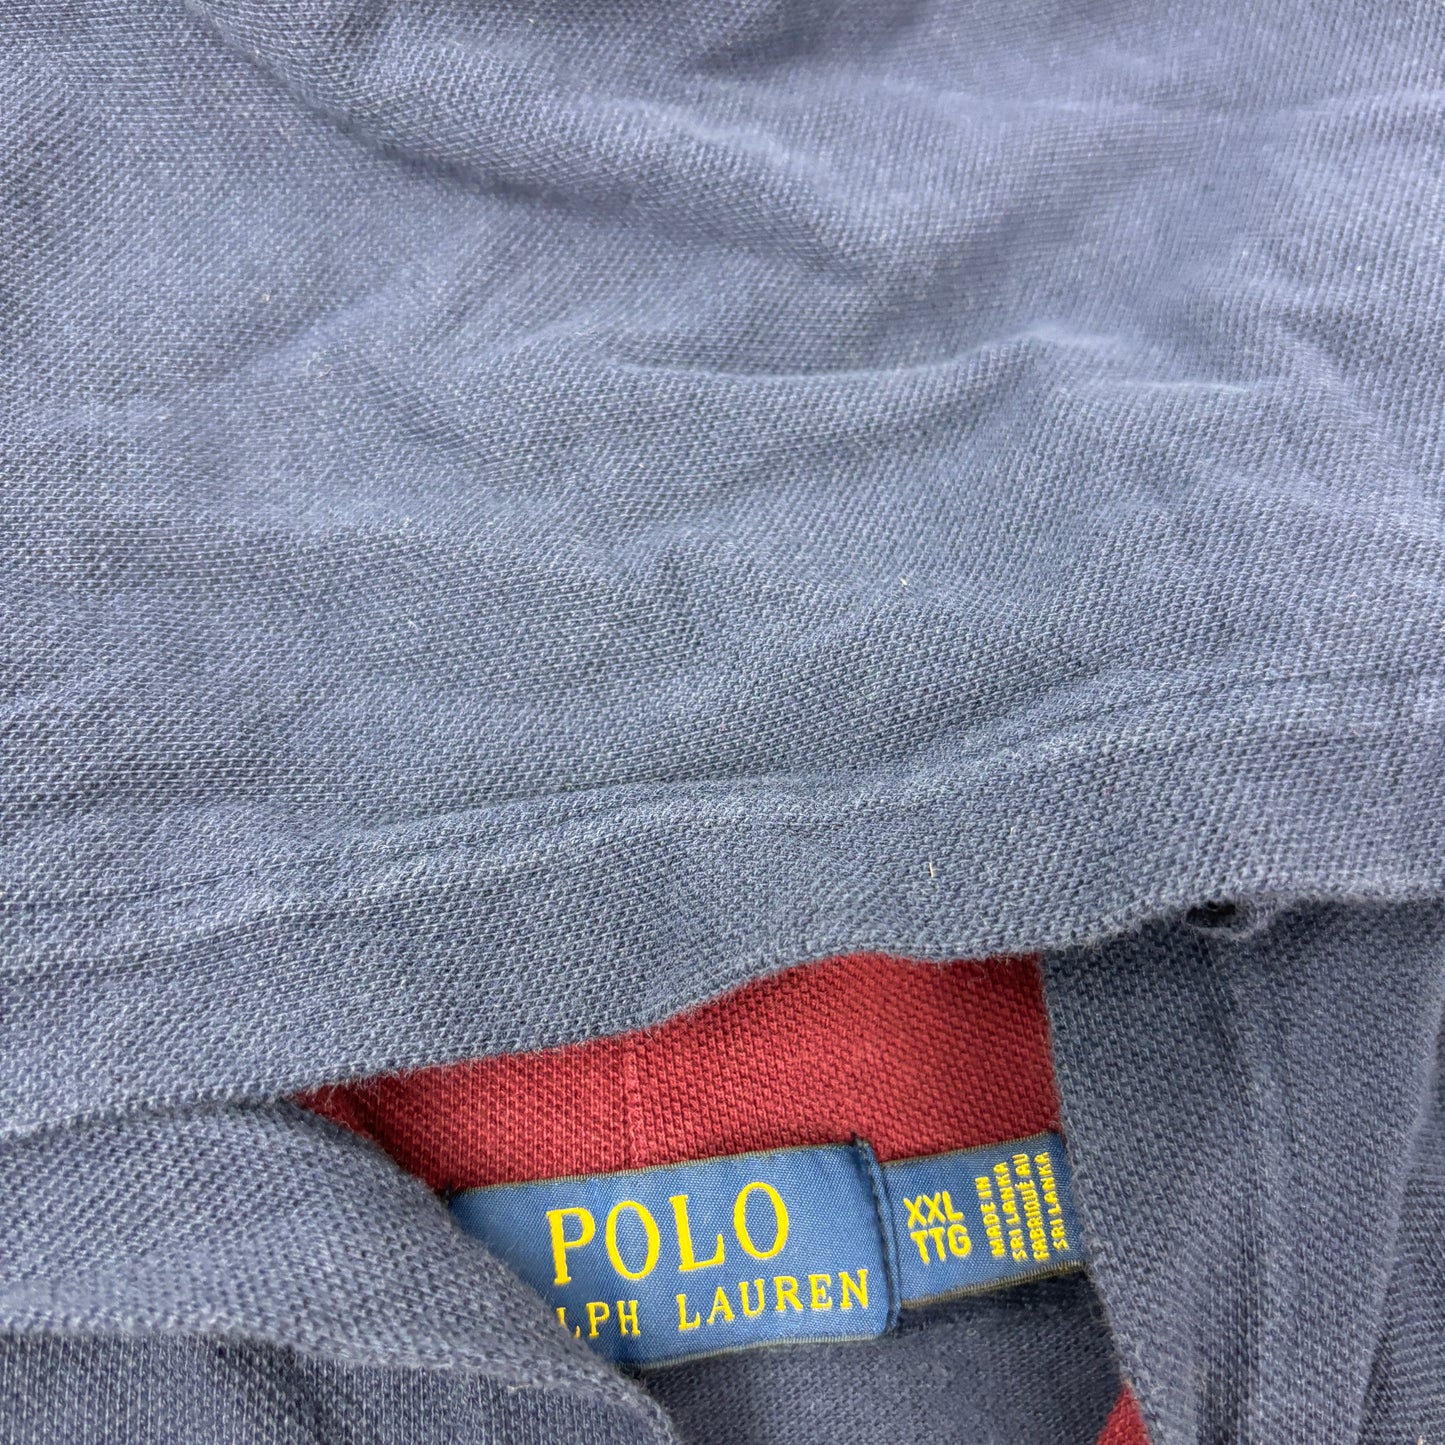 POLO
LPH LAUREN
XXL
TTG
MADE IN
SRI LANKA
FABRIQUÉ AU
SRI LANKA